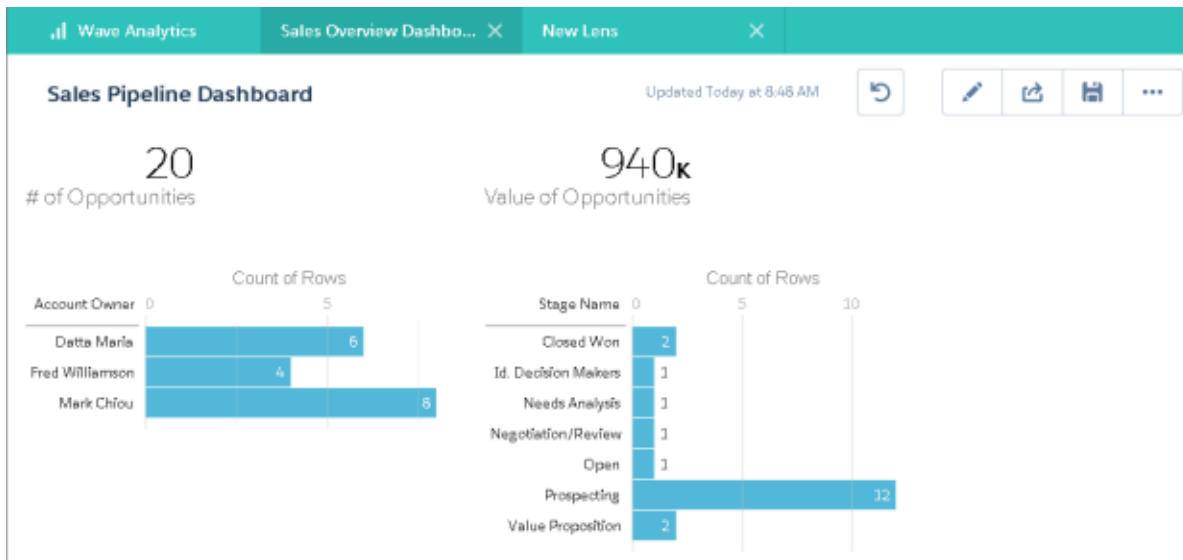 Wave Analytics
Sales Overview Dashbo...
New Lens
Sales Pipeline Dashboard
Updated Today at 8:46 AM
20
# of Opportunities
940K
Value of Opportunities
Count of Rows
Account Owner 0 5
Datta Maria 6
Fred Williamson 4
Mark Chiou 8
Count of Rows
Stage Name 0 5 10
Closed Won 2
Id. Decision Makers 1
Needs Analysis 1
Negotiation/Review 1
Open 1
Prospecting 12
Value Proposition 2